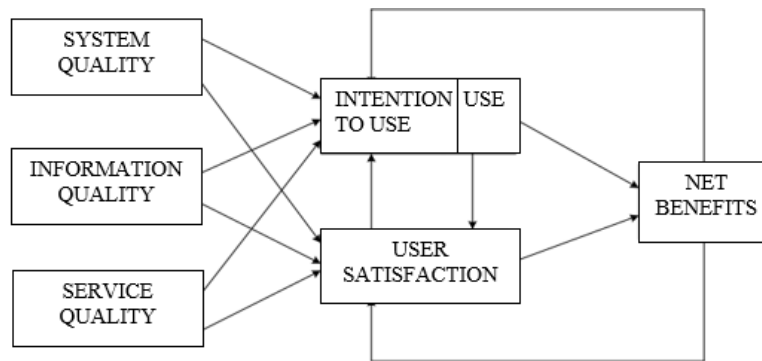 SYSTEM
QUALITY
INTENTION
TO USE
USE
INFORMATION
QUALITY
NET
BENEFITS
USER
SATISFACTION
SERVICE
QUALITY